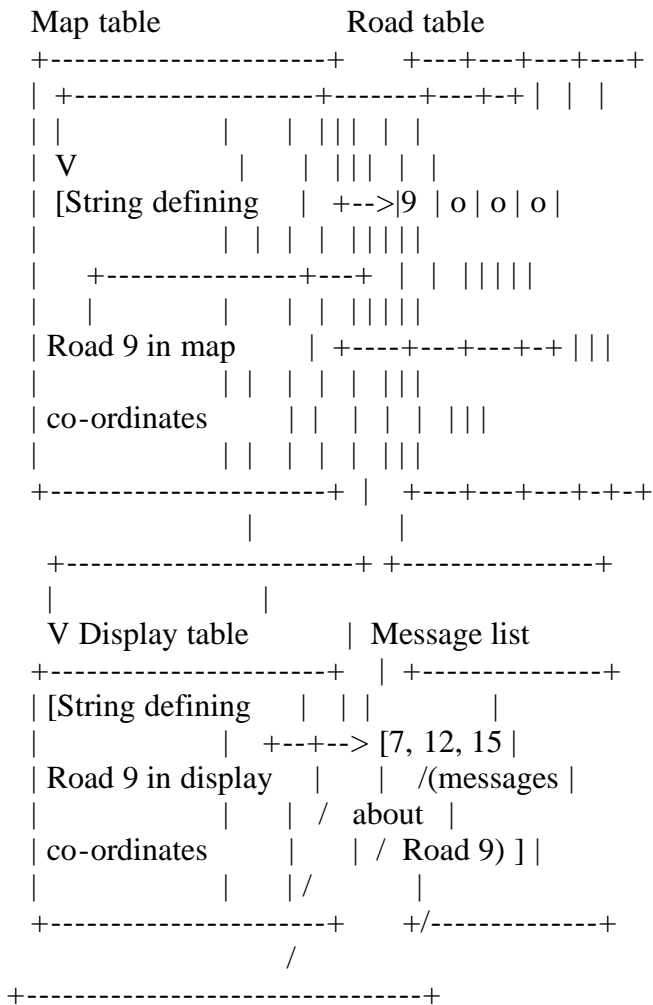 Map table Road table
+-----------------------+ +---+---+----+---+
| +--------------------+-------+---+-+ | | |
| | | | ||| | |
| V | | ||| | |
| [String defining | +-->|9 | o | o | o |
| | | | | |||||
| +----------------+---+ | | |||||
| | | | | |||||
| Road 9 in map | +----+---+---+-+ |||
| | | | | | |||
| co-ordinates | | | | | |||
| | | | | | |||
+-----------------------+ | +---+---+---+-+-+
| |
+------------------------+ +----------------+
| |
V Display table | Message list
+-----------------------+ | +---------------+
| [String defining | | | |
| | +--+--> [7, 12, 15 |
| Road 9 in display | | /(messages |
| | | / about |
| co-ordinates | | / Road 9) ] |
| | | / |
+-----------------------+ +/--------------+
/
+---------------------------------+